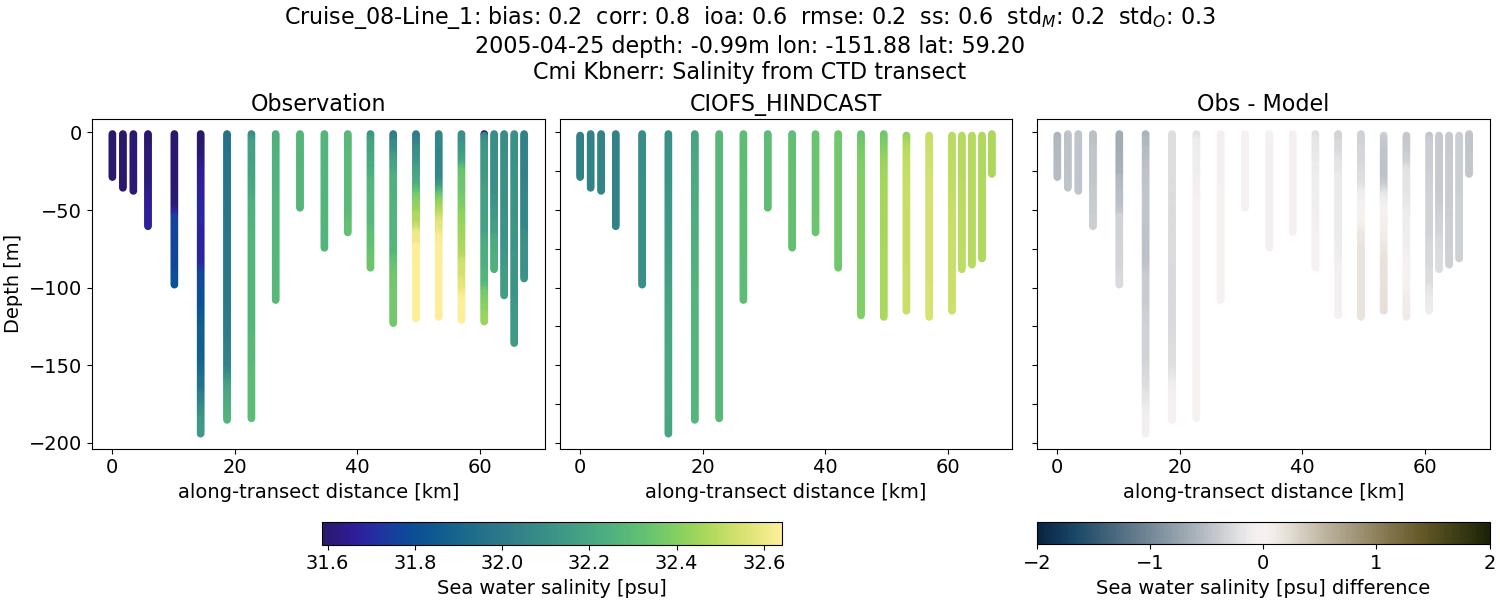 Cruise_08-Line_1: bias: 0.2  corr: 0.8  ioa: 0.6  rmse: 0.2  ss: 0.6  std_M: 0.2  std_O: 0.3
2005-04-25 depth: -0.99m lon: -151.88 lat: 59.20
Cmi Kbnerr: Salinity from CTD transect
Observation
CIOFS_HINDCAST
Obs - Model
Depth [m]
0
−50
−100
−150
−200
0 20 40 60
0 20 40 60
0 20 40 60
along-transect distance [km]
along-transect distance [km]
along-transect distance [km]
31.6 31.8 32.0 32.2 32.4 32.6
Sea water salinity [psu]
−2 −1 0 1 2
Sea water salinity [psu] difference